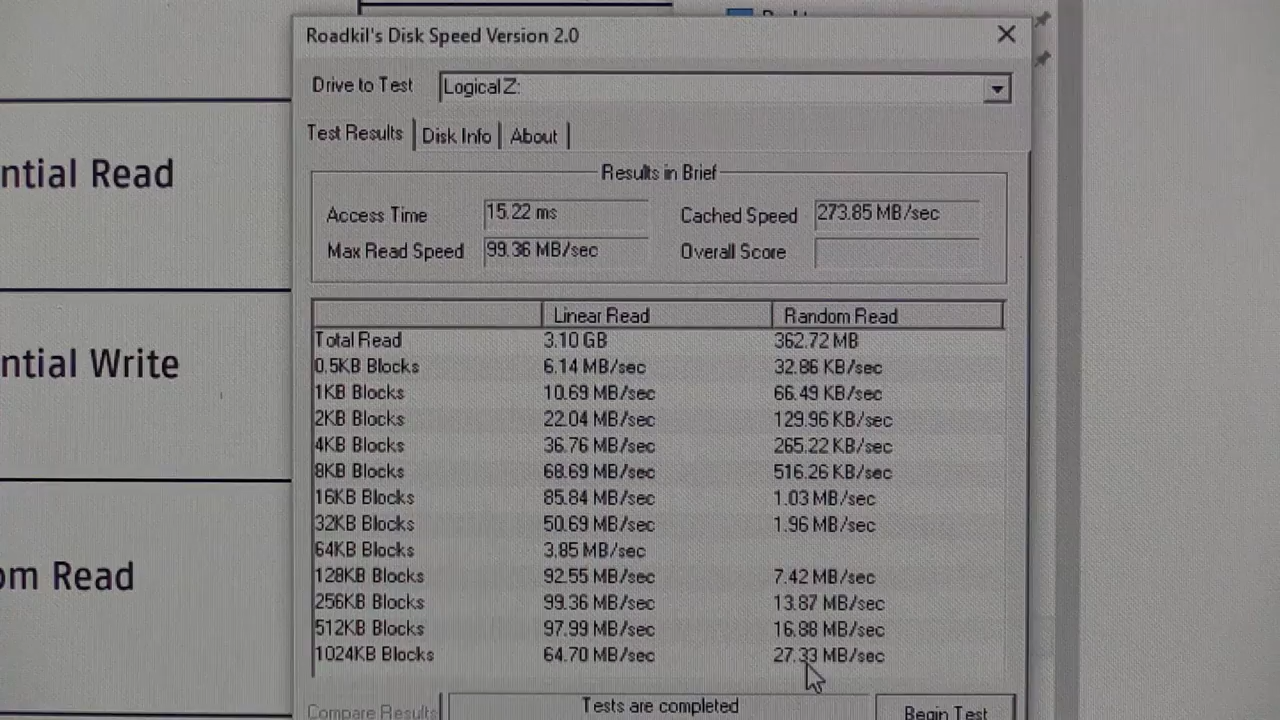 Roadkil's Disk Speed Version 2.0
Drive to Test Logical Z:
Test Results Disk Info About
Results in Brief
Access Time 15.22 ms Cached Speed 273.85 MB/sec
Max Read Speed 99.36 MB/sec Overall Score
Linear Read Random Read
Total Read 3.10 GB 362.72 MB
0.5KB Blocks 6.14 MB/sec 32.86 KB/sec
1KB Blocks 10.69 MB/sec 66.49 KB/sec
2KB Blocks 22.04 MB/sec 129.96 KB/sec
4KB Blocks 36.76 MB/sec 265.22 KB/sec
8KB Blocks 68.69 MB/sec 516.26 KB/sec
16KB Blocks 85.84 MB/sec 1.03 MB/sec
32KB Blocks 50.69 MB/sec 1.96 MB/sec
64KB Blocks 3.85 MB/sec
128KB Blocks 92.55 MB/sec 7.42 MB/sec
256KB Blocks 99.36 MB/sec 13.87 MB/sec
512KB Blocks 97.99 MB/sec 16.88 MB/sec
1024KB Blocks 64.70 MB/sec 27.33 MB/sec
Compare Results Tests are completed Begin Test
ntial Read
ntial Write
om Read